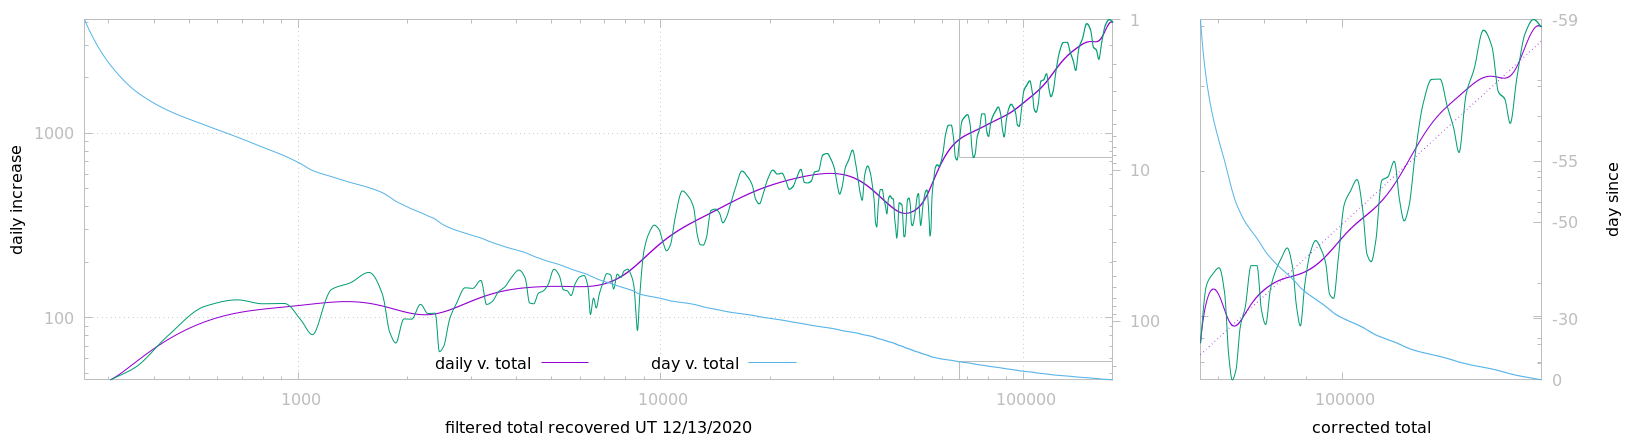 daily increase
1000
100
1
10
100
daily v. total
day v. total
1000
10000
100000
filtered total recovered UT 12/13/2020
-59
-55
-50
-30
0
day since
100000
corrected total